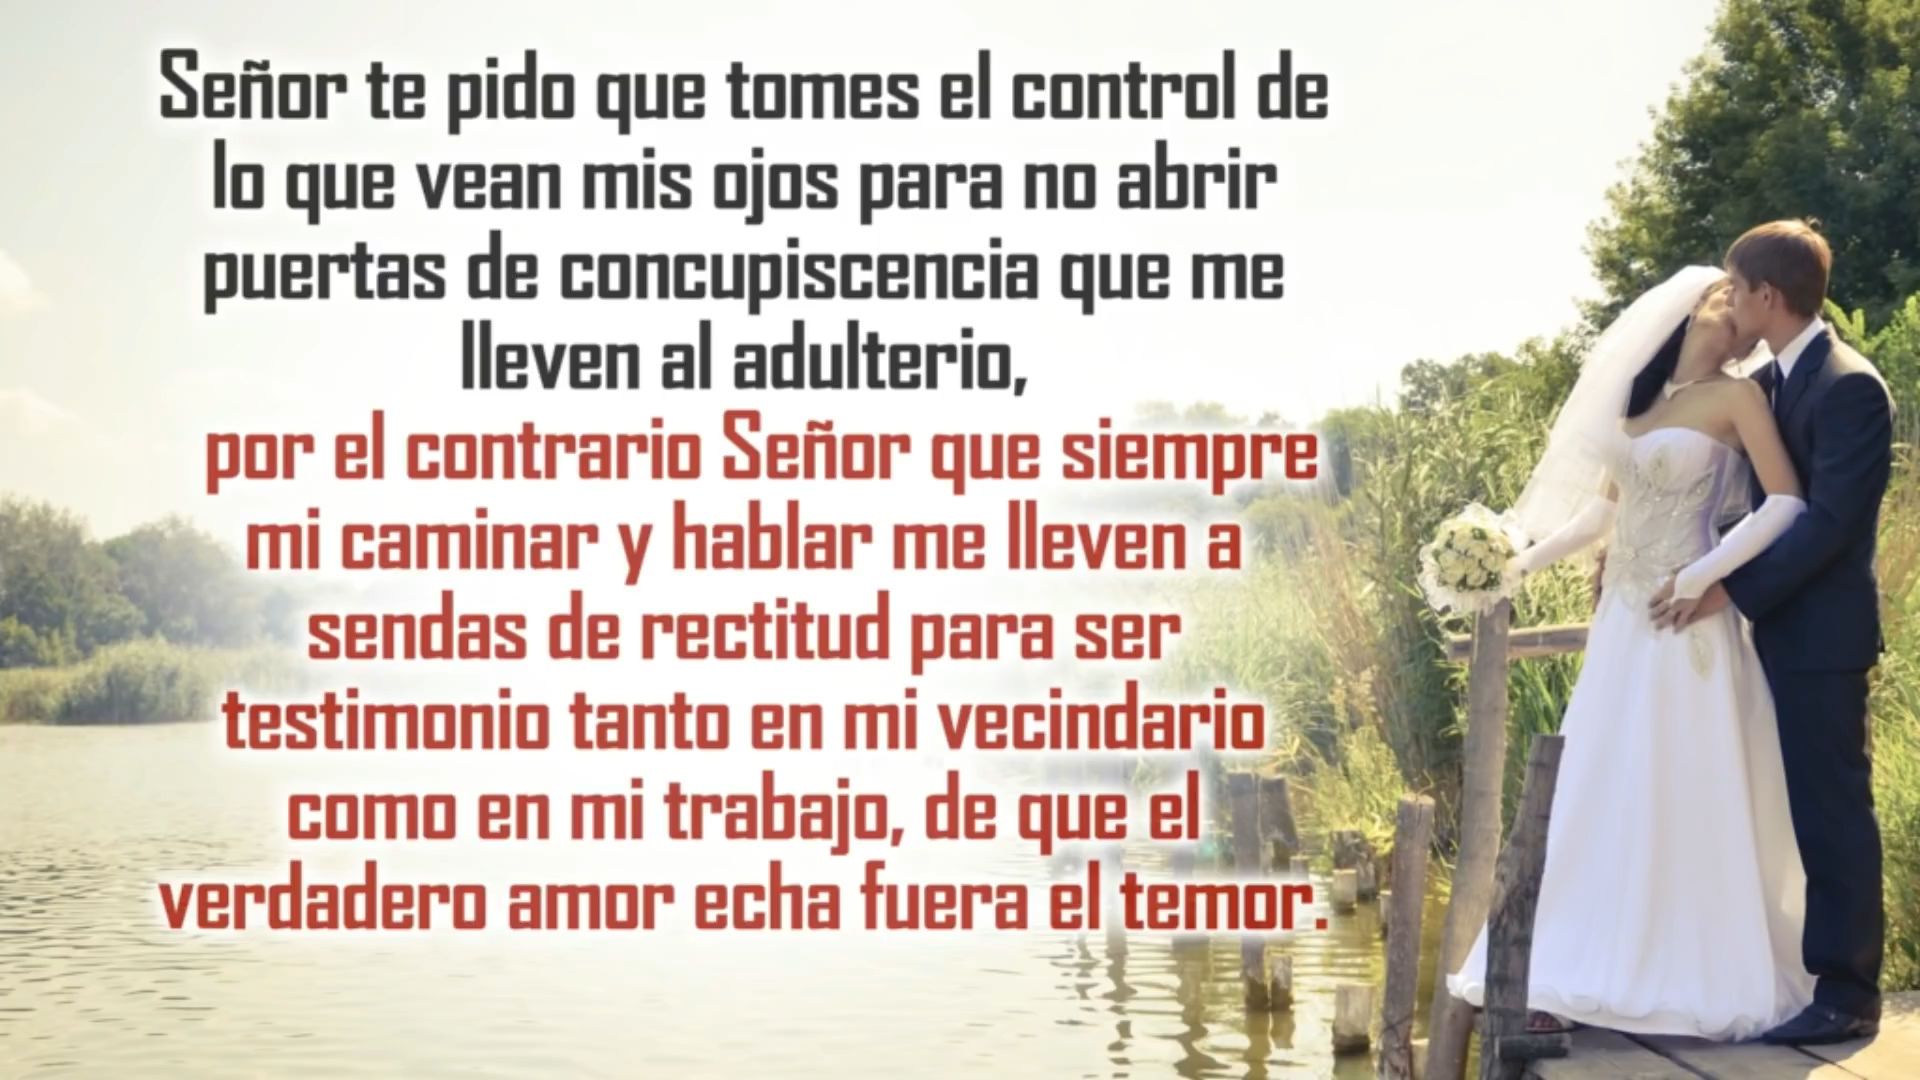 Señor te pido que tomes el control de
lo que vean mis ojos para no abrir
puertas de concupiscencia que me
lleven al adulterio,
por el contrario Señor que siempre
mi caminar y hablar me lleven a
sendas de rectitud para ser
testimonio tanto en mi vecindario
como en mi trabajo, de que el
verdadero amor echa fuera el temor.